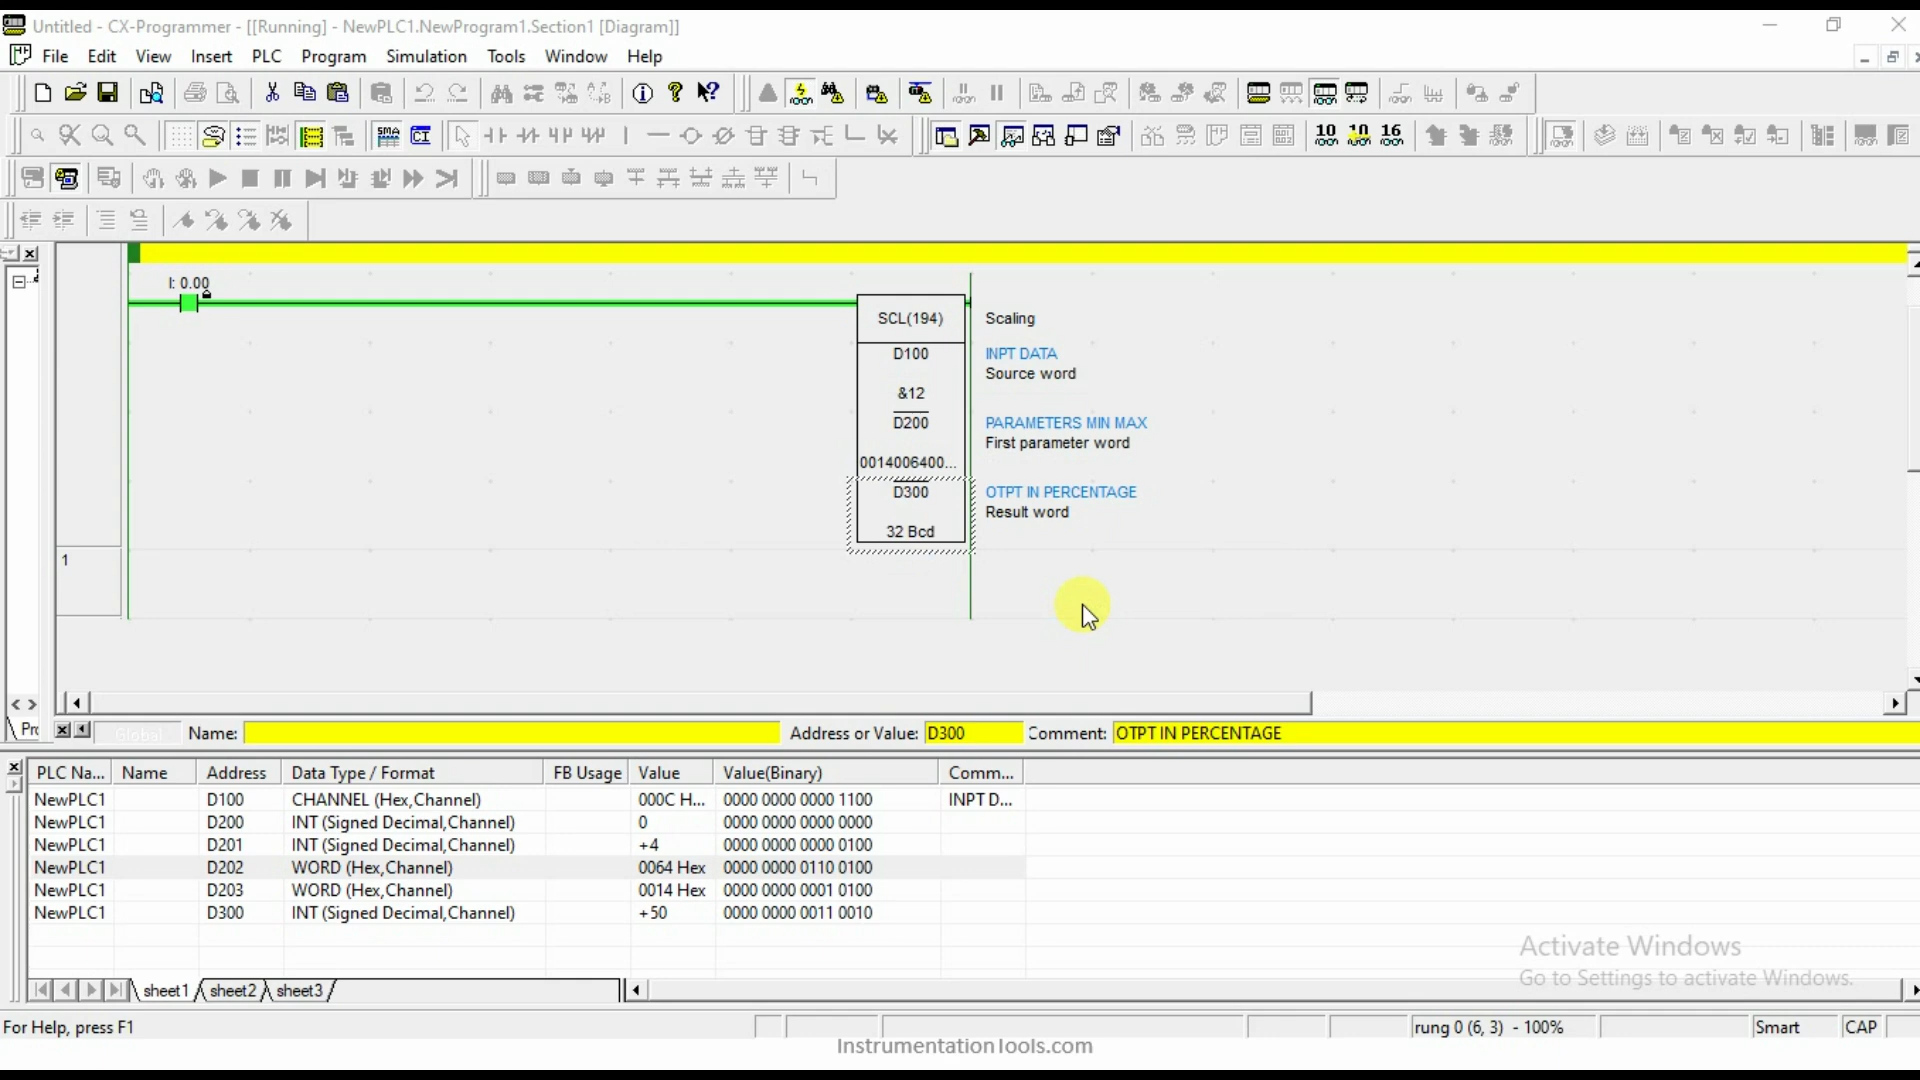 Untitled - CX-Programmer - [[Running] - NewPLC1.NewProgram1.Section1 [Diagram]]
File Edit View Insert PLC Program Simulation Tools Window Help
SMA CI 10 10 16
I: 0.00
SCL(194) Scaling
D100 INPT DATA
Source word
&12
D200 PARAMETERS MIN MAX
First parameter word
0014006400...
D300 OTPT IN PERCENTAGE
Result word
32 Bcd
1
Pro
Global Name: Address or Value: D300 Comment: OTPT IN PERCENTAGE
PLC Na... Name Address Data Type / Format FB Usage Value Value(Binary) Comm...
NewPLC1 D100 CHANNEL (Hex,Channel) 000C H... 0000 0000 0000 1100 INPT D...
NewPLC1 D200 INT (Signed Decimal,Channel) 0 0000 0000 0000 0000
NewPLC1 D201 INT (Signed Decimal,Channel) +4 0000 0000 0000 0100
NewPLC1 D202 WORD (Hex,Channel) 0064 Hex 0000 0000 0110 0100
NewPLC1 D203 WORD (Hex,Channel) 0014 Hex 0000 0000 0001 0100
NewPLC1 D300 INT (Signed Decimal,Channel) +50 0000 0000 0011 0010
Activate Windows
Go to Settings to activate Windows.
sheet1 sheet2 sheet3
For Help, press F1
rung 0 (6, 3) - 100% Smart CAP
InstrumentationTools.com